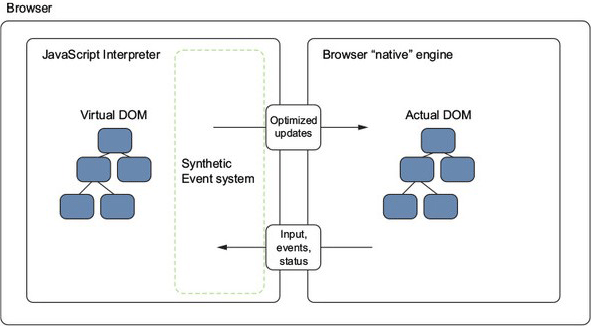 Browser
JavaScript Interpreter
Browser “native” engine
Virtual DOM
Actual DOM
Optimized
updates
Synthetic
Event system
Input,
events,
status